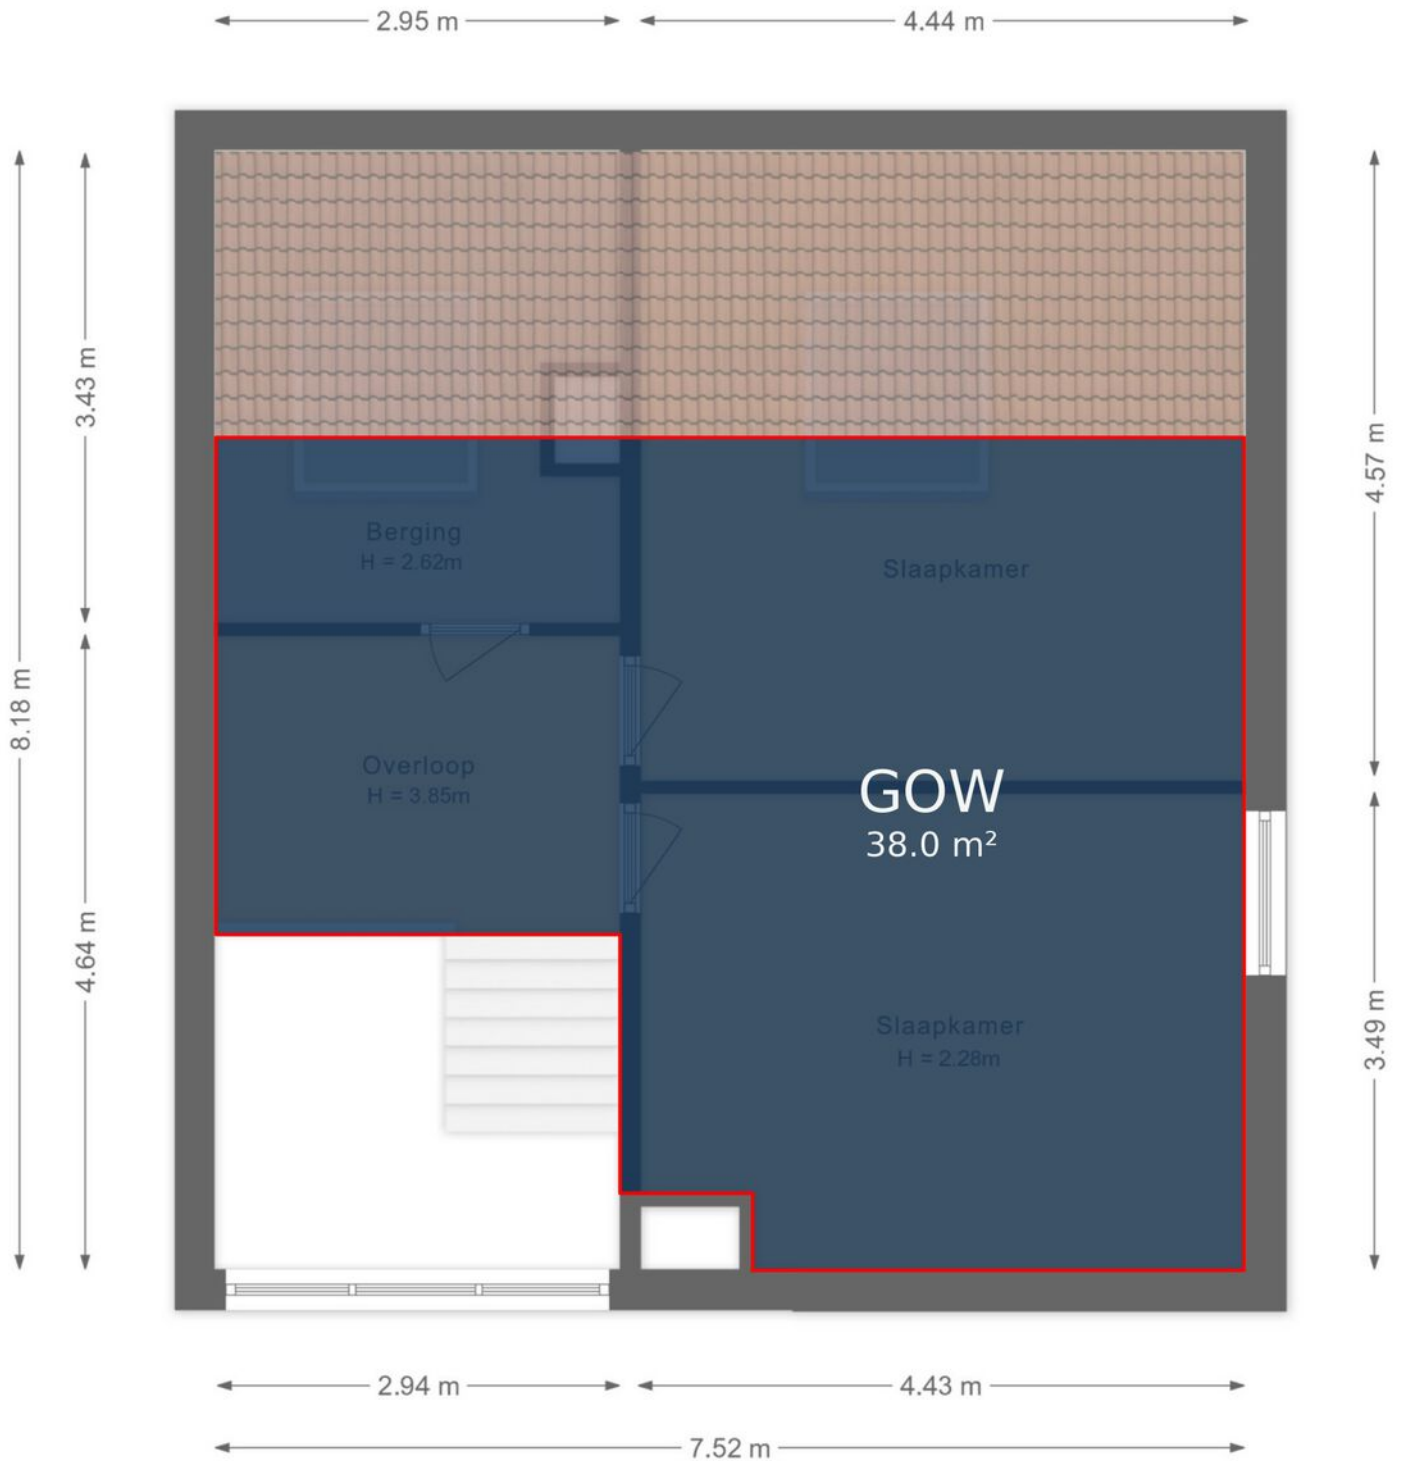 2.95 m
4.44 m
3.43 m
4.57 m
8.18 m
Berging
H = 2.62m
Slaapkamer
Overloop
H = 3.85m
GOW
38.0 m²
4.64 m
3.49 m
Slaapkamer
H = 2.28m
2.94 m
4.43 m
7.52 m